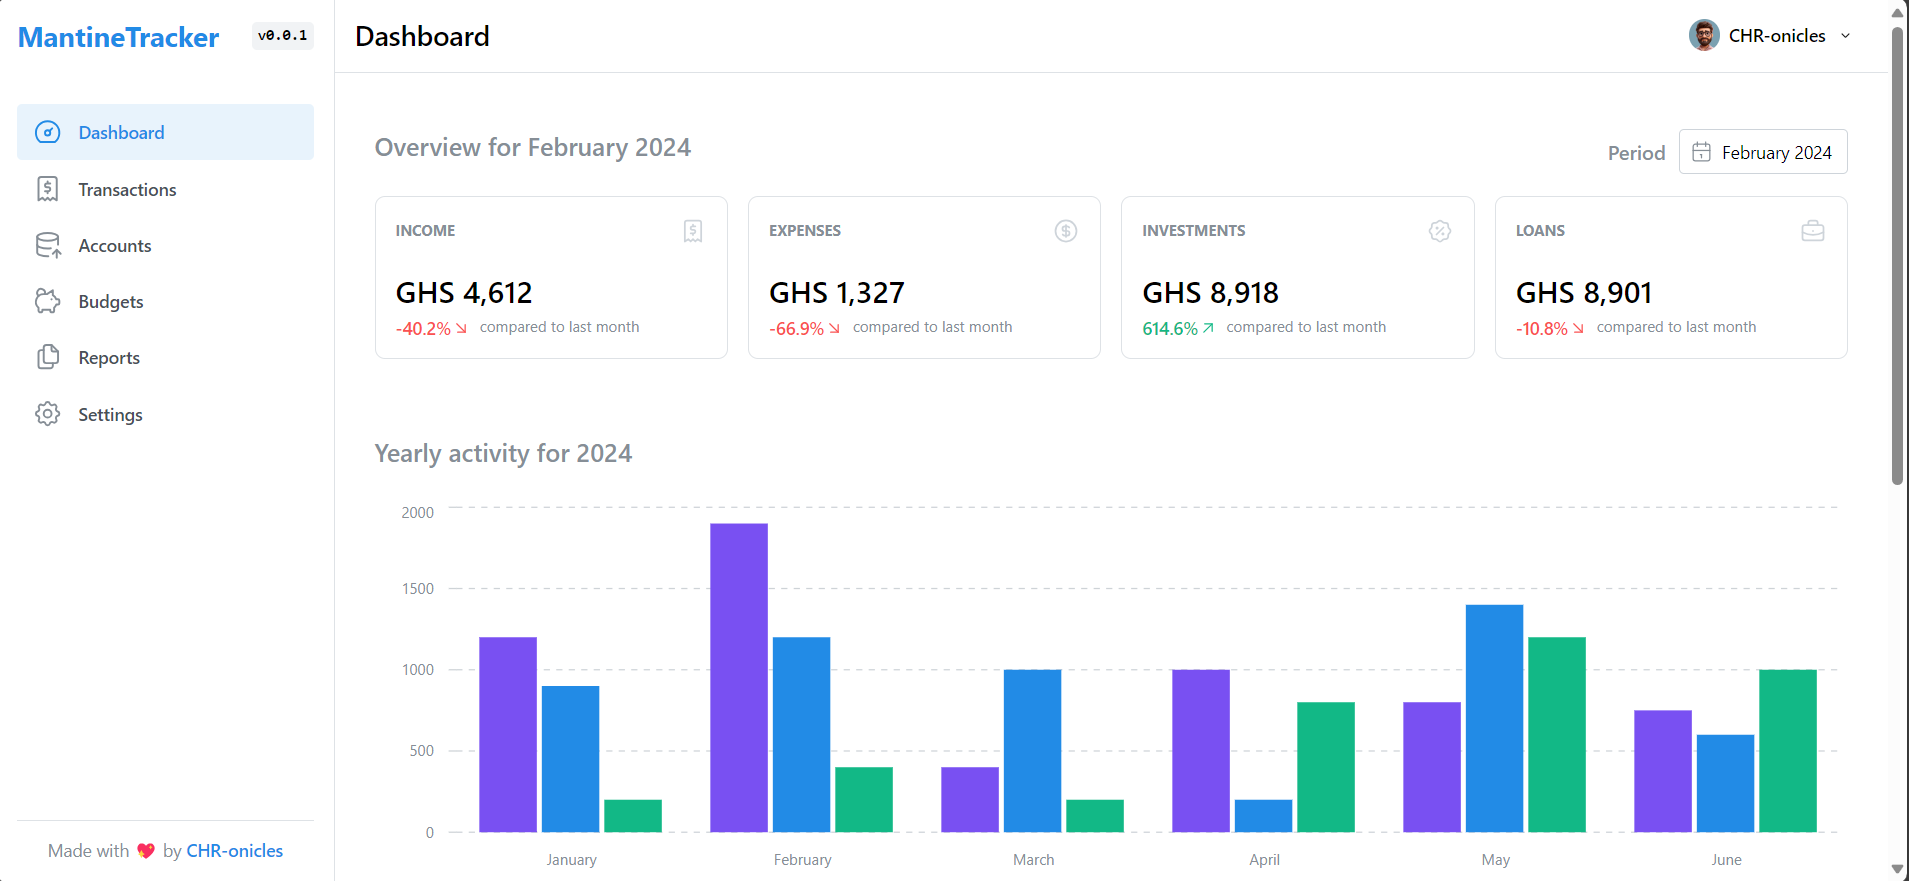 MantineTracker
v0.0.1
Dashboard
Transactions
Accounts
Budgets
Reports
Settings
Made with 💖 by CHR-onicles
Dashboard
CHR-onicles
Overview for February 2024
Period
February 2024
INCOME
GHS 4,612
-40.2% compared to last month
EXPENSES
GHS 1,327
-66.9% compared to last month
INVESTMENTS
GHS 8,918
614.6% compared to last month
LOANS
GHS 8,901
-10.8% compared to last month
Yearly activity for 2024
2000
1500
1000
500
0
January February March April May June